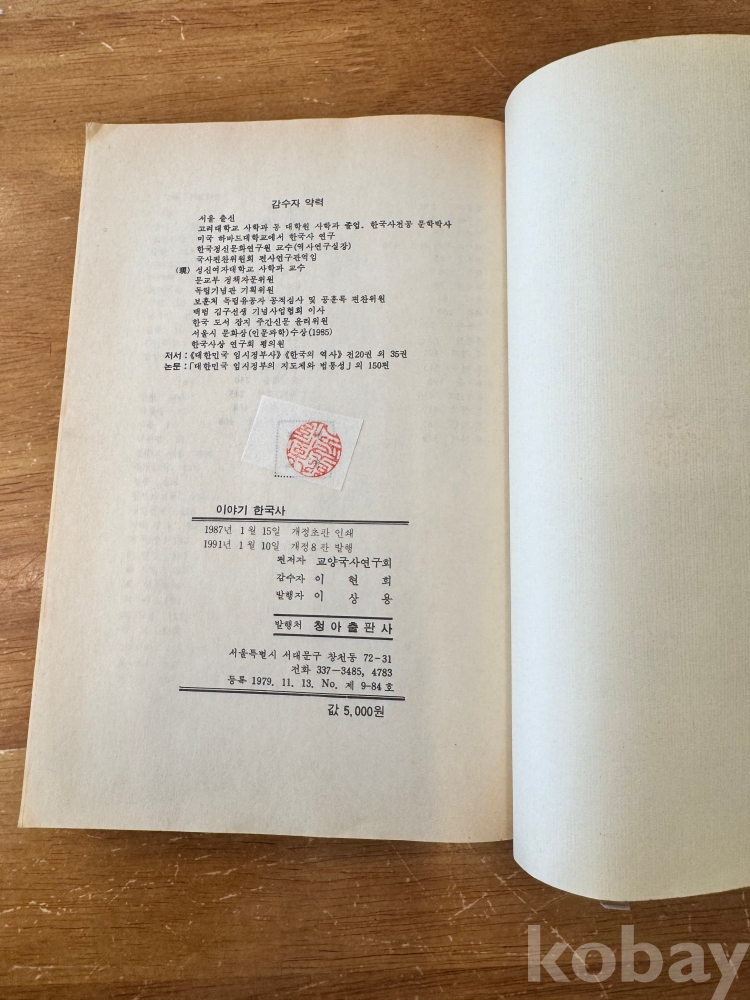 감수자 약력
서울 출신
고려대학교 사학과 동 대학원 사학과 졸업. 한국사전공 문학박사
미국 하바드대학교에서 한국사 연구
한국정신문화연구원 교수(역사연구실장)
국사편찬위원회 편사연구관역임
(現) 성신여자대학교 사학과 교수
문교부 정책자문위원
독립기념관 기획위원
보훈처 독립유공자 공적심사 및 공훈록 편찬위원
백범 김구선생 기념사업협회 이사
한국 도서 잡지 주간신문 윤리위원
서울시 문화상(인문과학)수상(1985)
한국사상 연구회 평의원
저서 : 《대한민국 임시정부사》《한국의 역사》 전20권 외 35권
논문 : 「대한민국 임시정부의 지도제와 법통성」외 150편
이야기 한국사
1987년 1월 15일 개정초판 인쇄
1991년 1월 10일 개정8판 발행
편저자 교양국사연구회
감수자 이 현 희
발행자 이 상 용
발행처 청아출판사
서울특별시 서대문구 창천동 72-31
전화 337-3485, 4783
등록 1979. 11. 13. No. 제 9-84호
값 5,000원
kobay